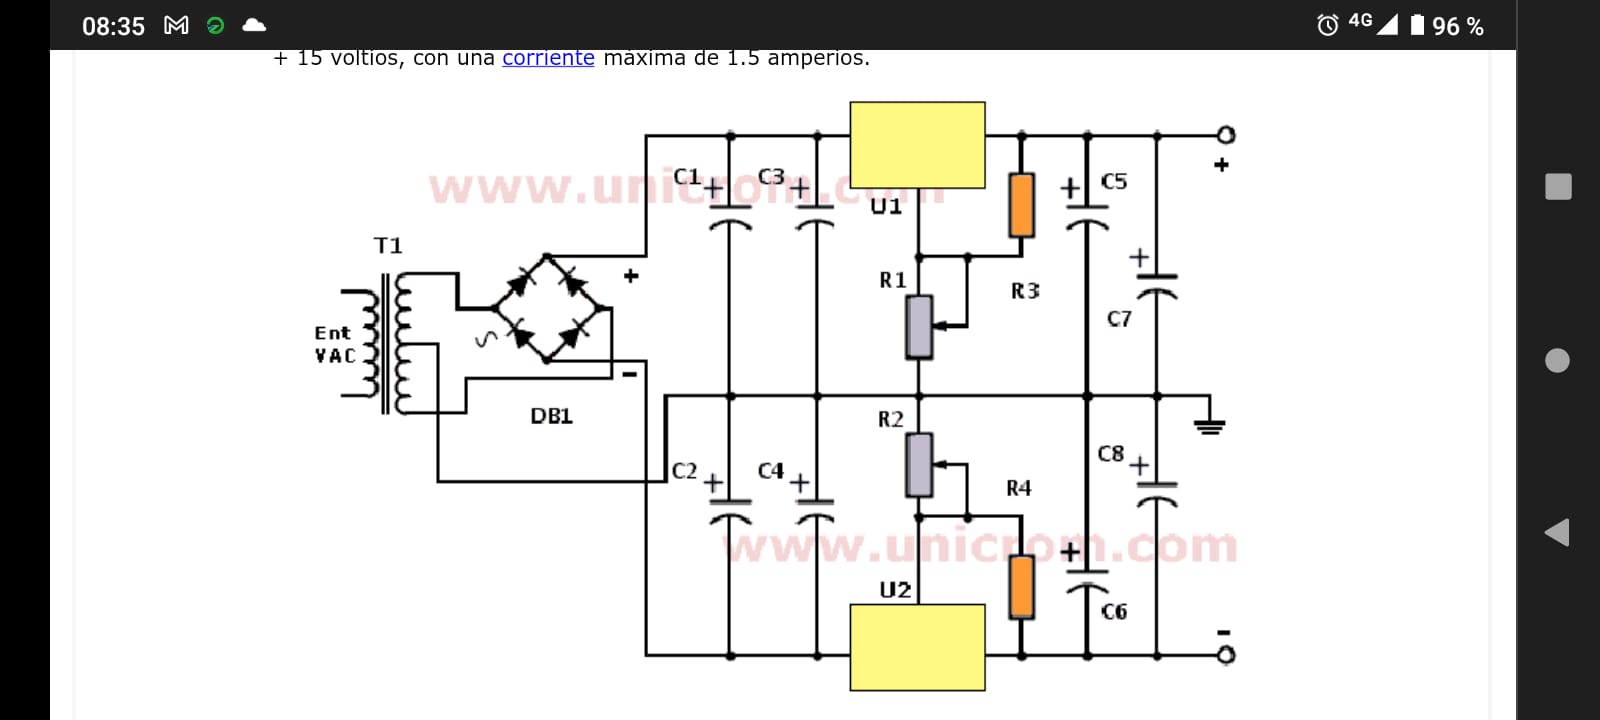 08:35
4G 96 %
+ 15 voltios, con una corriente máxima de 1.5 amperios.
www.unicrom.com
C1 + C3 + U1 + C5 +
T1
+ R1 R3 + C7
Ent
VAC
-
DB1
R2
C2 + C4 + R4 C8 +
www.unicrom.com
U2 + C6 -